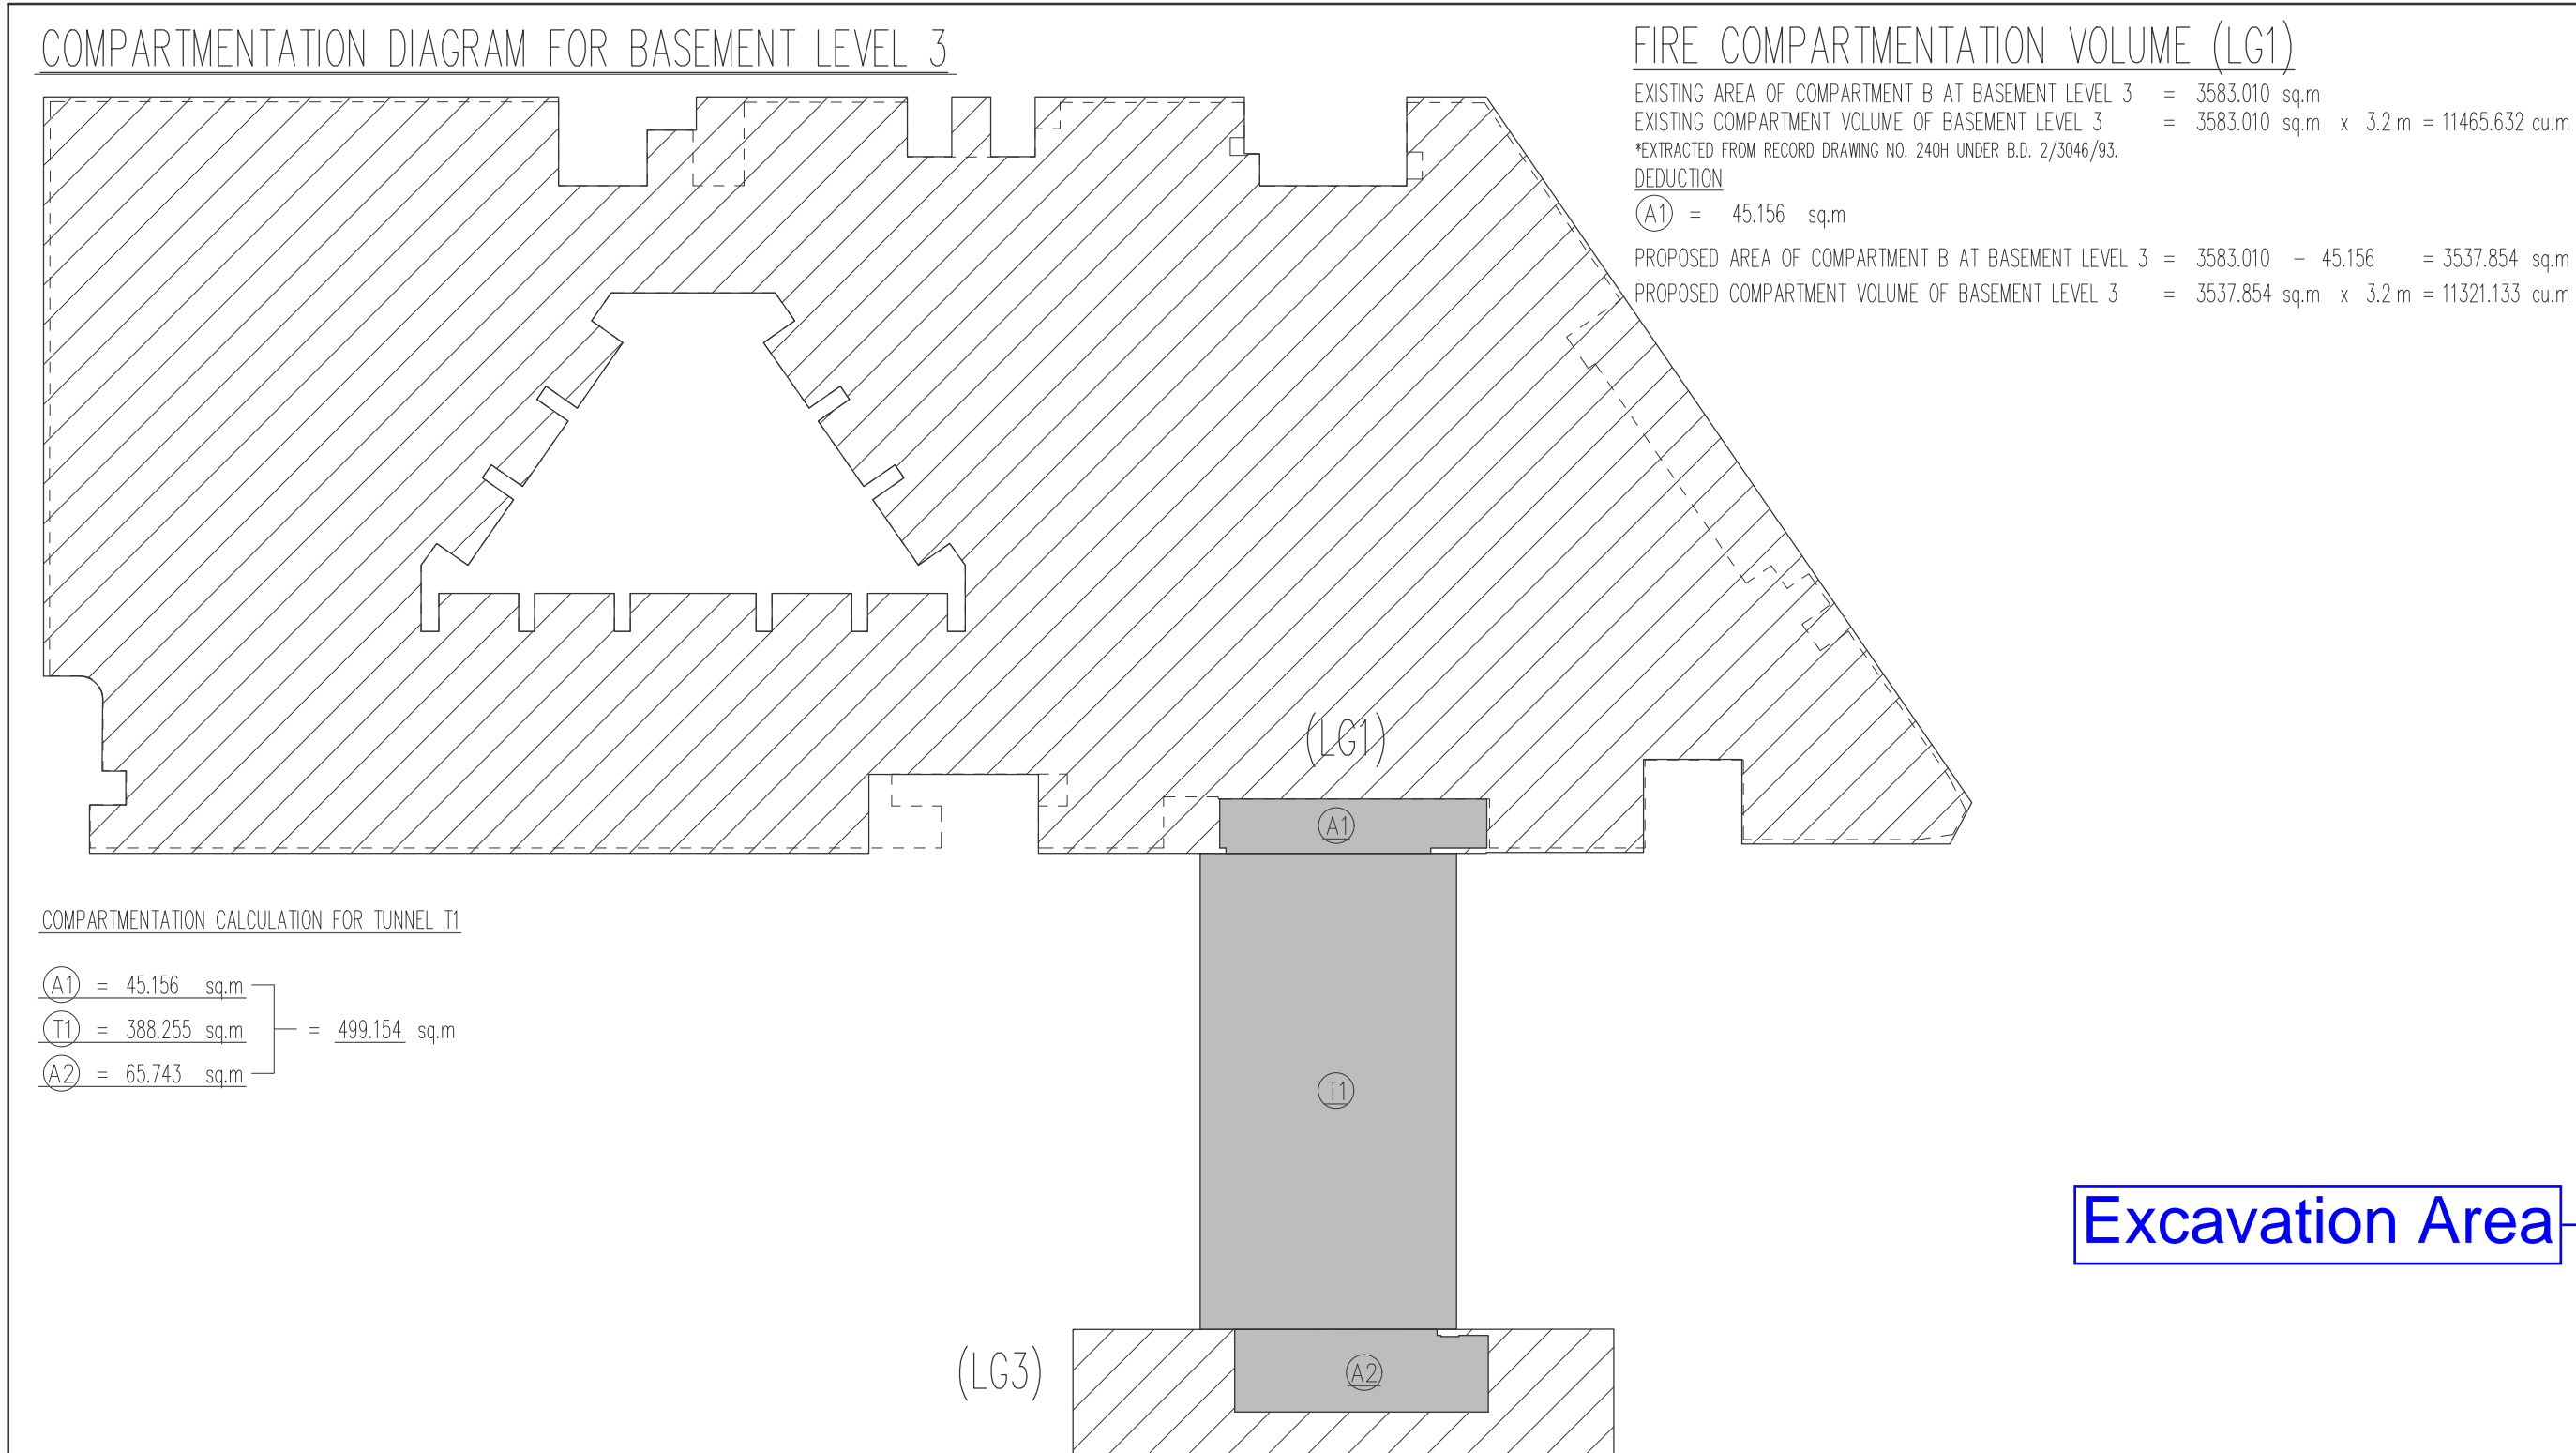 COMPARTMENTATION DIAGRAM FOR BASEMENT LEVEL 3
FIRE COMPARTMENTATION VOLUME (LG1)
EXISTING AREA OF COMPARTMENT B AT BASEMENT LEVEL 3 = 3583.010 sq.m
EXISTING COMPARTMENT VOLUME OF BASEMENT LEVEL 3 = 3583.010 sq.m x 3.2 m = 11465.632 cu.m
*EXTRACTED FROM RECORD DRAWING NO. 240H UNDER B.D. 2/3046/93.
DEDUCTION
A1 = 45.156 sq.m
PROPOSED AREA OF COMPARTMENT B AT BASEMENT LEVEL 3 = 3583.010 - 45.156 = 3537.854 sq.m
PROPOSED COMPARTMENT VOLUME OF BASEMENT LEVEL 3 = 3537.854 sq.m x 3.2 m = 11321.133 cu.m
(LG1)
A1
COMPARTMENTATION CALCULATION FOR TUNNEL T1
A1 = 45.156 sq.m
T1 = 388.255 sq.m = 499.154 sq.m
A2 = 65.743 sq.m
T1
Excavation Area
(LG3)
A2